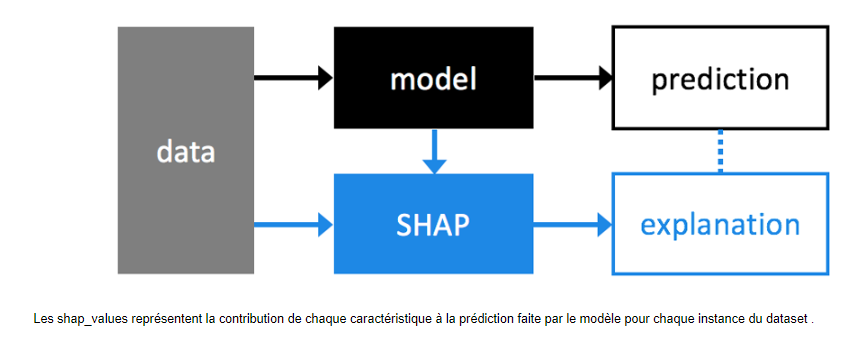 model
prediction
data
SHAP
explanation
Les shap_values représentent la contribution de chaque caractéristique à la prédiction faite par le modèle pour chaque instance du dataset .